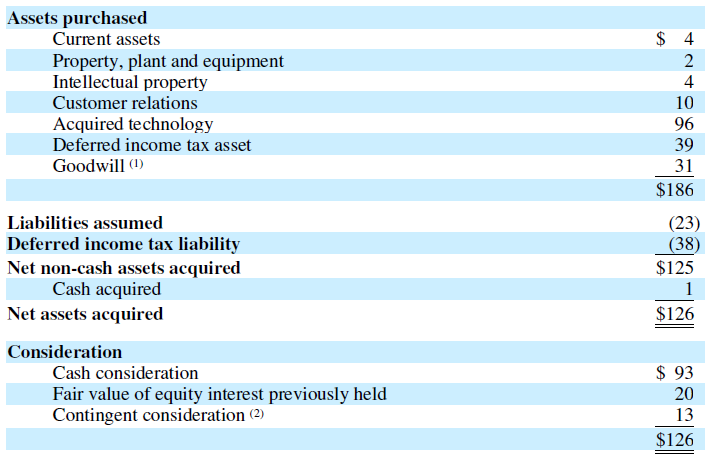 Assets purchased
Current assets $ 4
Property, plant and equipment 2
Intellectual property 4
Customer relations 10
Acquired technology 96
Deferred income tax asset 39
Goodwill (1) 31
$186
Liabilities assumed (23)
Deferred income tax liability (38)
Net non-cash assets acquired $125
Cash acquired 1
Net assets acquired $126
Consideration
Cash consideration $ 93
Fair value of equity interest previously held 20
Contingent consideration (2) 13
$126